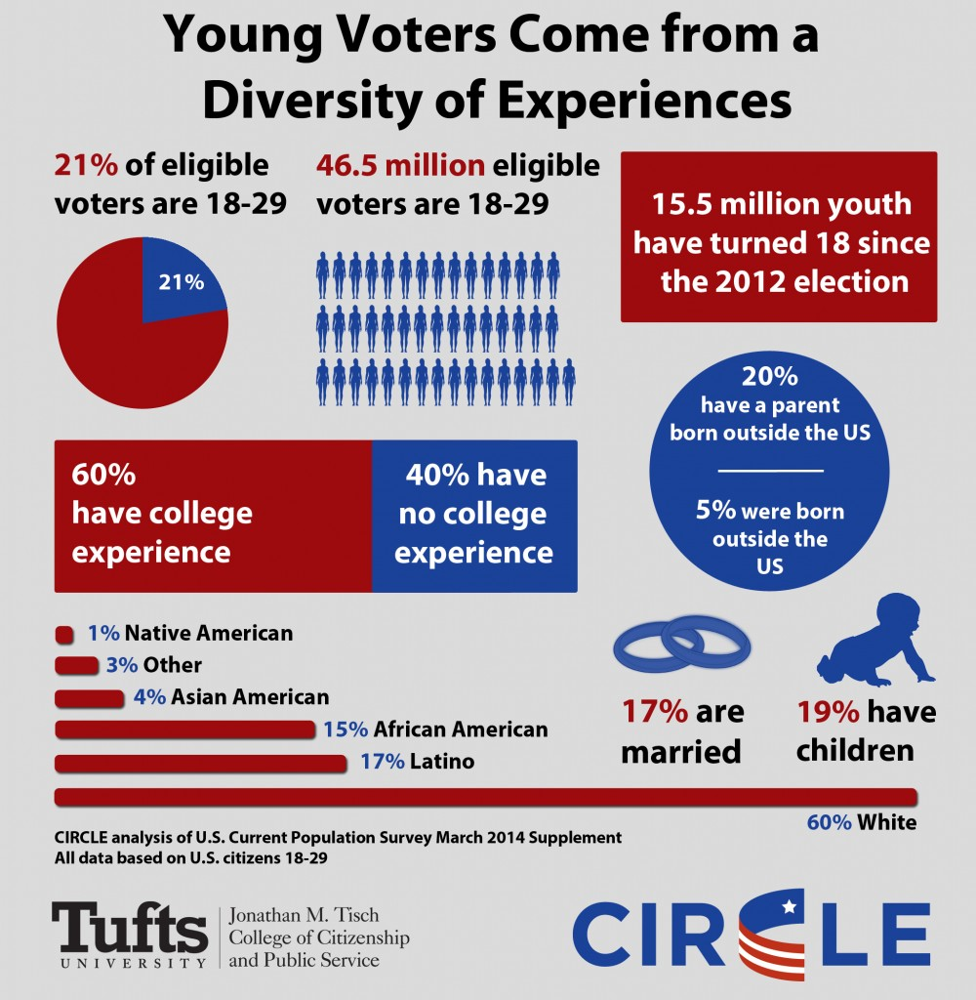 Young Voters Come from a
Diversity of Experiences
21% of eligible
voters are 18-29
21%
46.5 million eligible
voters are 18-29
15.5 million youth
have turned 18 since
the 2012 election
60%
have college
experience
40% have
no college
experience
20%
have a parent
born outside the US
5% were born
outside the
US
1% Native American
3% Other
4% Asian American
15% African American
17% Latino
60% White
17% are
married
19% have
children
CIRCLE analysis of U.S. Current Population Survey March 2014 Supplement
All data based on U.S. citizens 18-29
Tufts
UNIVERSITY
Jonathan M. Tisch
College of Citizenship
and Public Service
CIRCLE